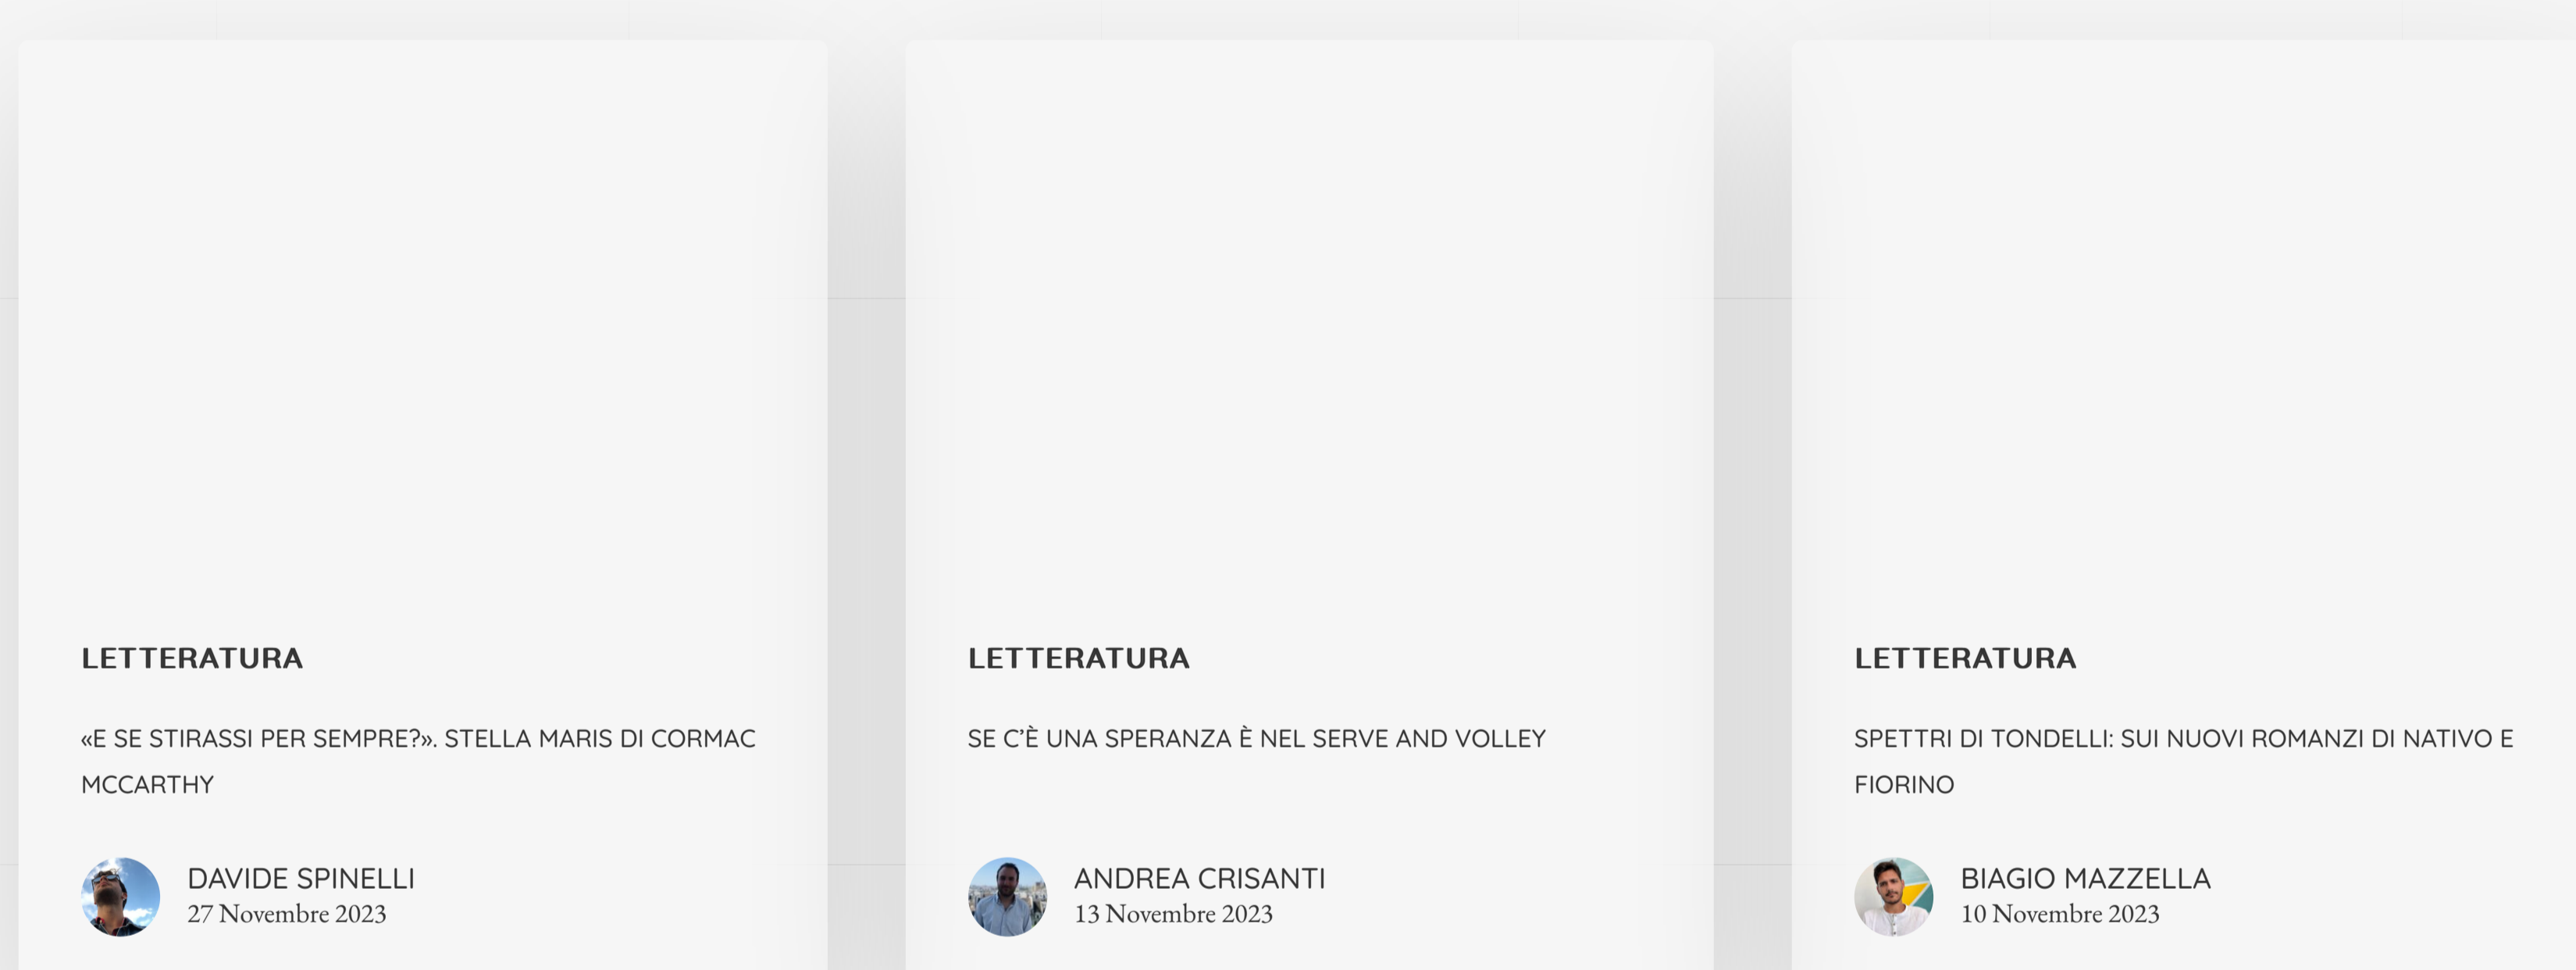 LETTERATURA
«E SE STIRASSI PER SEMPRE?». STELLA MARIS DI CORMAC
MCCARTHY
DAVIDE SPINELLI
27 Novembre 2023
LETTERATURA
SE C’È UNA SPERANZA È NEL SERVE AND VOLLEY
ANDREA CRISANTI
13 Novembre 2023
LETTERATURA
SPETTRI DI TONDELLI: SUI NUOVI ROMANZI DI NATIVO E
FIORINO
BIAGIO MAZZELLA
10 Novembre 2023